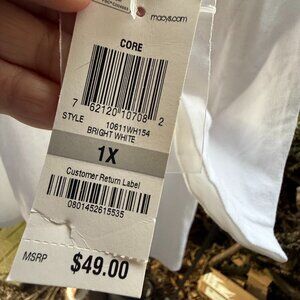 macys.com
CORE
7 62120 10708 2
STYLE 10611WH154
BRIGHT WHITE
1X
Customer Return Label
0801452615535
MSRP $49.00